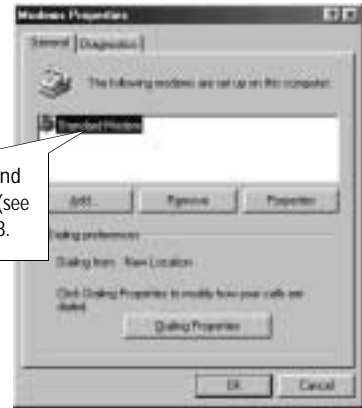 Modems Properties
General Diagnostics
The following modems are set up on this computer:
Standard Modem
nd
(see
3.
Add... Remove Properties
Dialing preferences
Dialing from: New Location
Click Dialing Properties to modify how your calls are
dialed.
Dialing Properties
OK Cancel